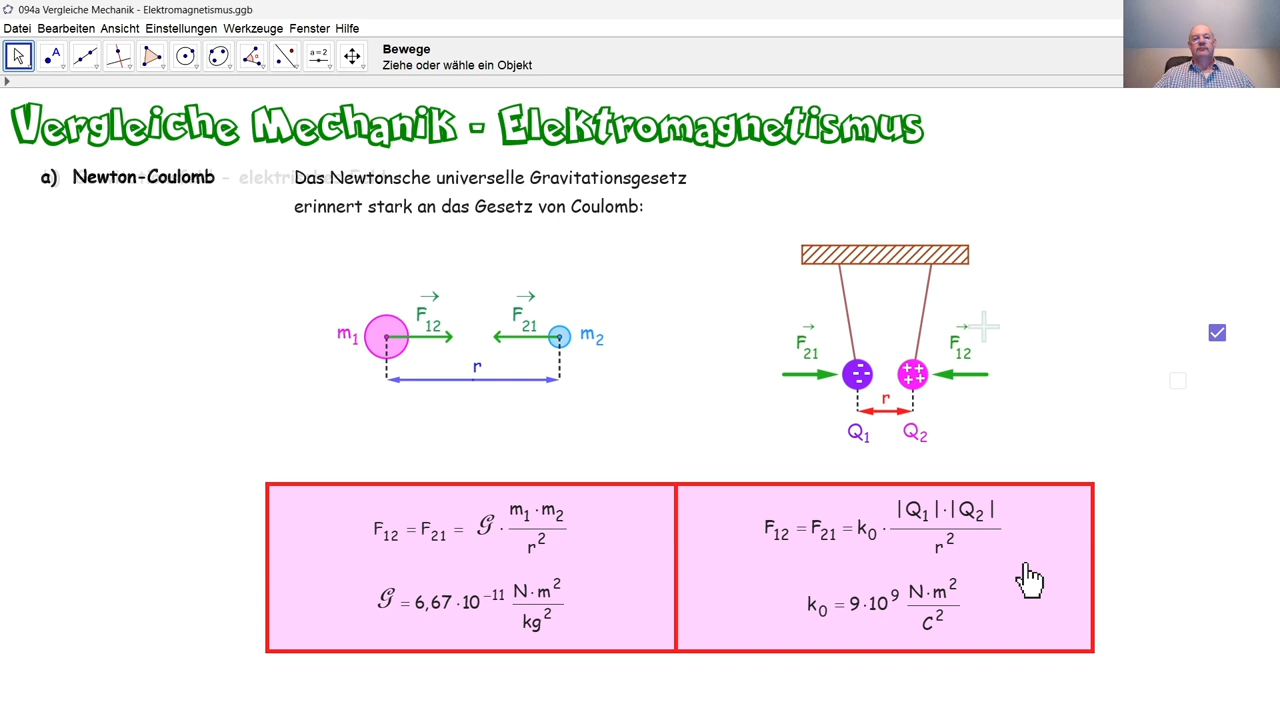 094a Vergleiche Mechanik - Elektromagnetismus.ggb
Datei Bearbeiten Ansicht Einstellungen Werkzeuge Fenster Hilfe
A
a=2
Bewege
Ziehe oder wähle ein Objekt
Vergleiche Mechanik - Elektromagnetismus
a) Newton-Coulomb
Das Newtonsche universelle Gravitationsgesetz
erinnert stark an das Gesetz von Coulomb:
m₁ F₁₂ F₂₁ m₂
r
F₂₁ F₁₂
r
Q₁ Q₂
F₁₂ = F₂₁ = 𝒢 · m₁ · m₂ / r²
𝒢 = 6,67 · 10⁻¹¹ N · m² / kg²
F₁₂ = F₂₁ = k₀ · |Q₁| · |Q₂| / r²
k₀ = 9 · 10⁹ N · m² / C²